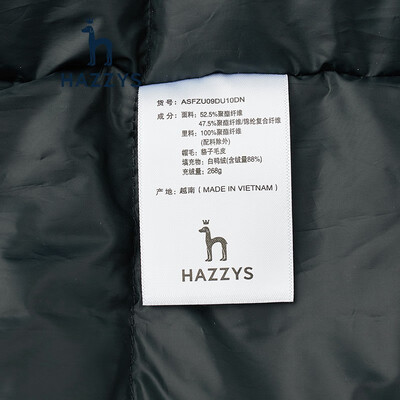 HAZZYS
货号：ASFZU09DU10DN
成分：面料：52.5%聚酯纤维
47.5%聚酯纤维/锦纶复合纤维
里料：100%聚酯纤维
(配料除外)
帽毛：貉子毛皮
填充物：白鸭绒(含绒量88%)
充绒量：268g
产地：越南（MADE IN VIETNAM）
HAZZYS